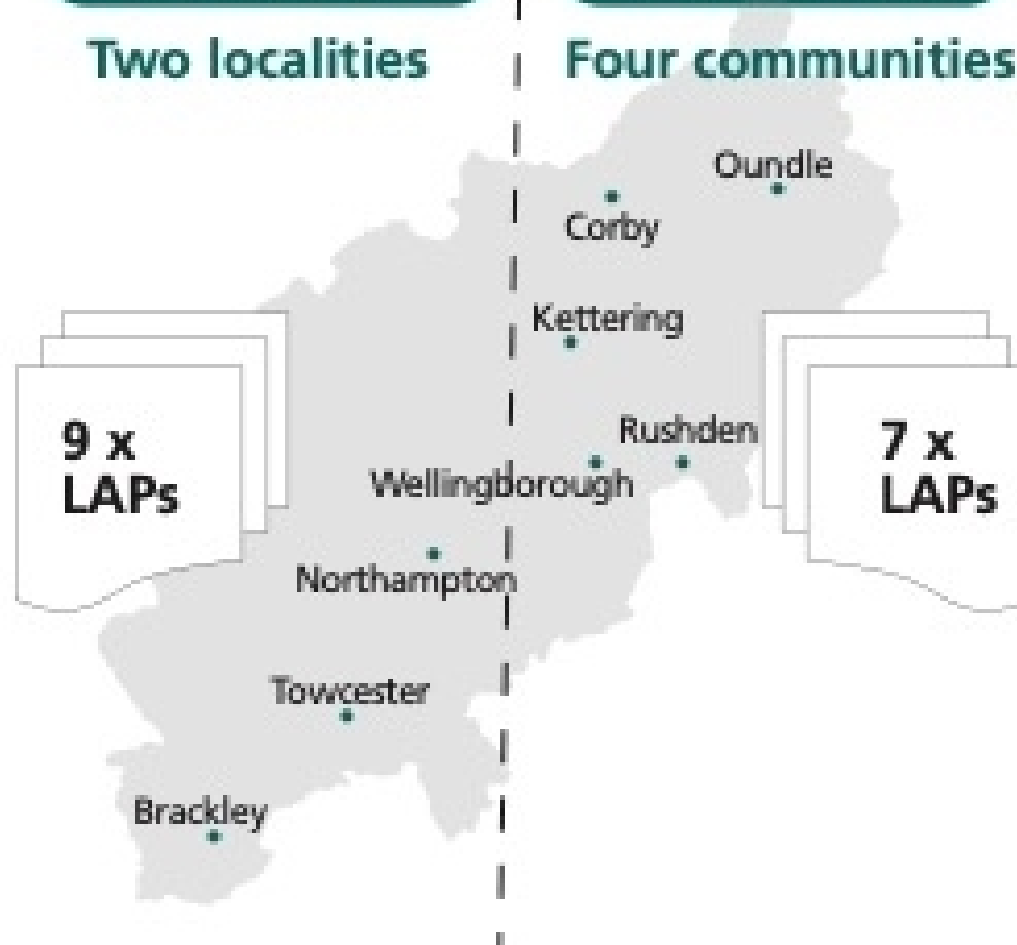 Two localities
Four communities
Oundle
Corby
Kettering
Rushden
Wellingborough
9 x
LAPs
7 x
LAPs
Northampton
Towcester
Brackley